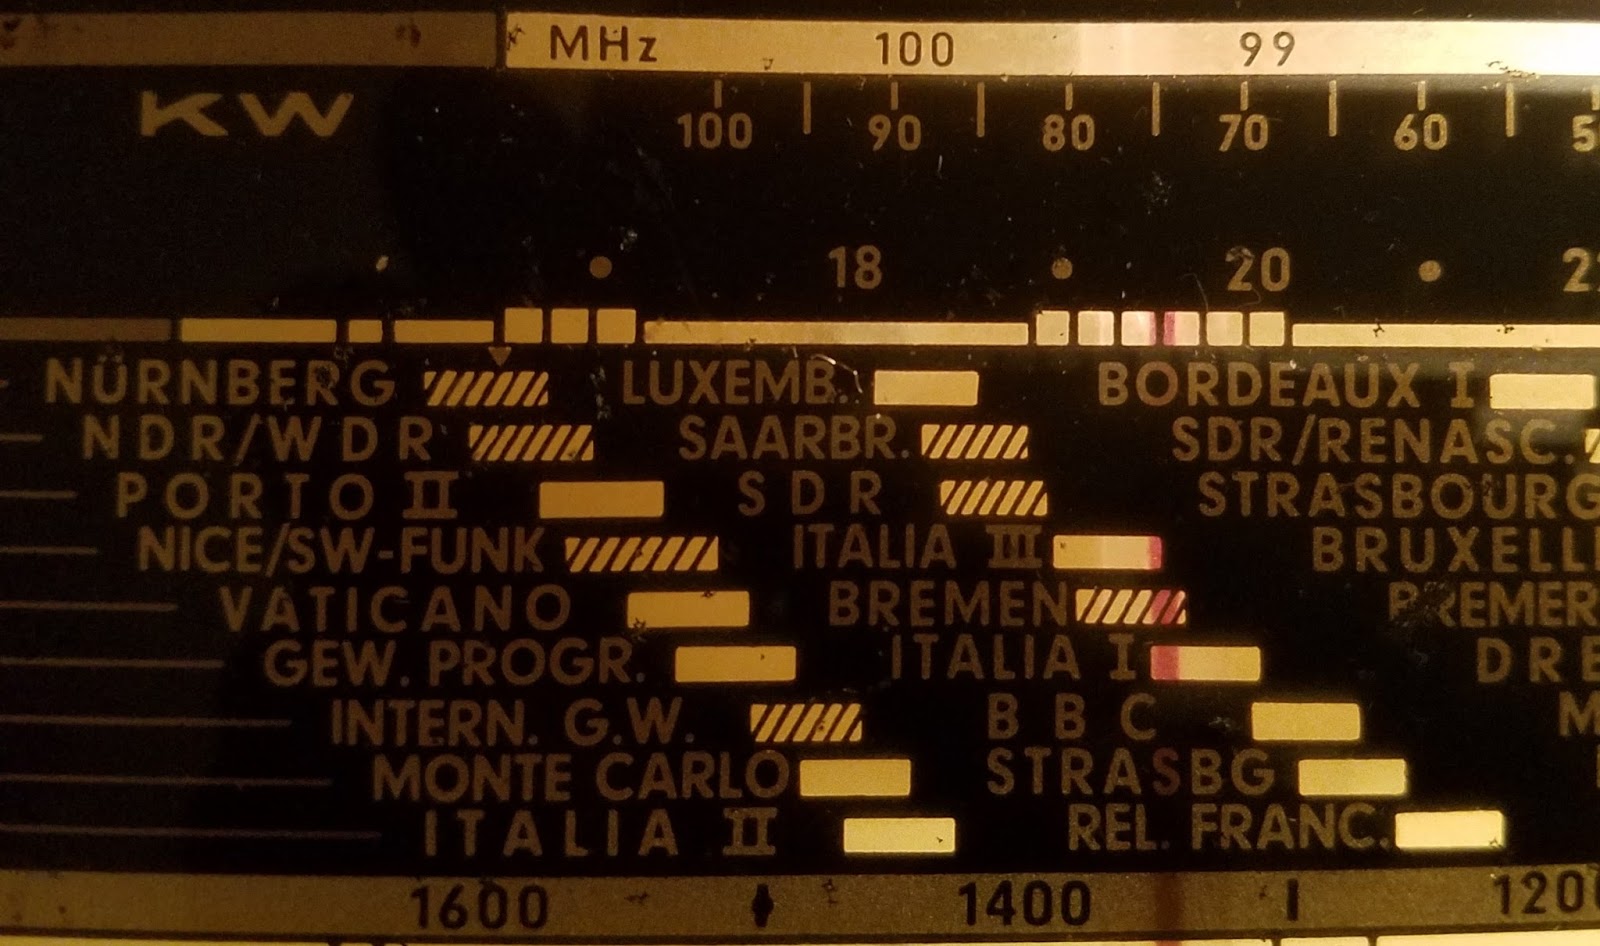 MHz 100 99
KW 100 90 80 70 60
18 20
NÜRNBERG LUXEMB. BORDEAUX I
NDR/WDR SAARBR. SDR/RENASC.
PORTO II SDR STRASBOURG
NICE/SW-FUNK ITALIA III
VATICANO BREMEN
GEW. PROGR. ITALIA I
INTERN. G.W. BBC
MONTE CARLO STRASBG
ITALIA II REL. FRANC.
1600 1400